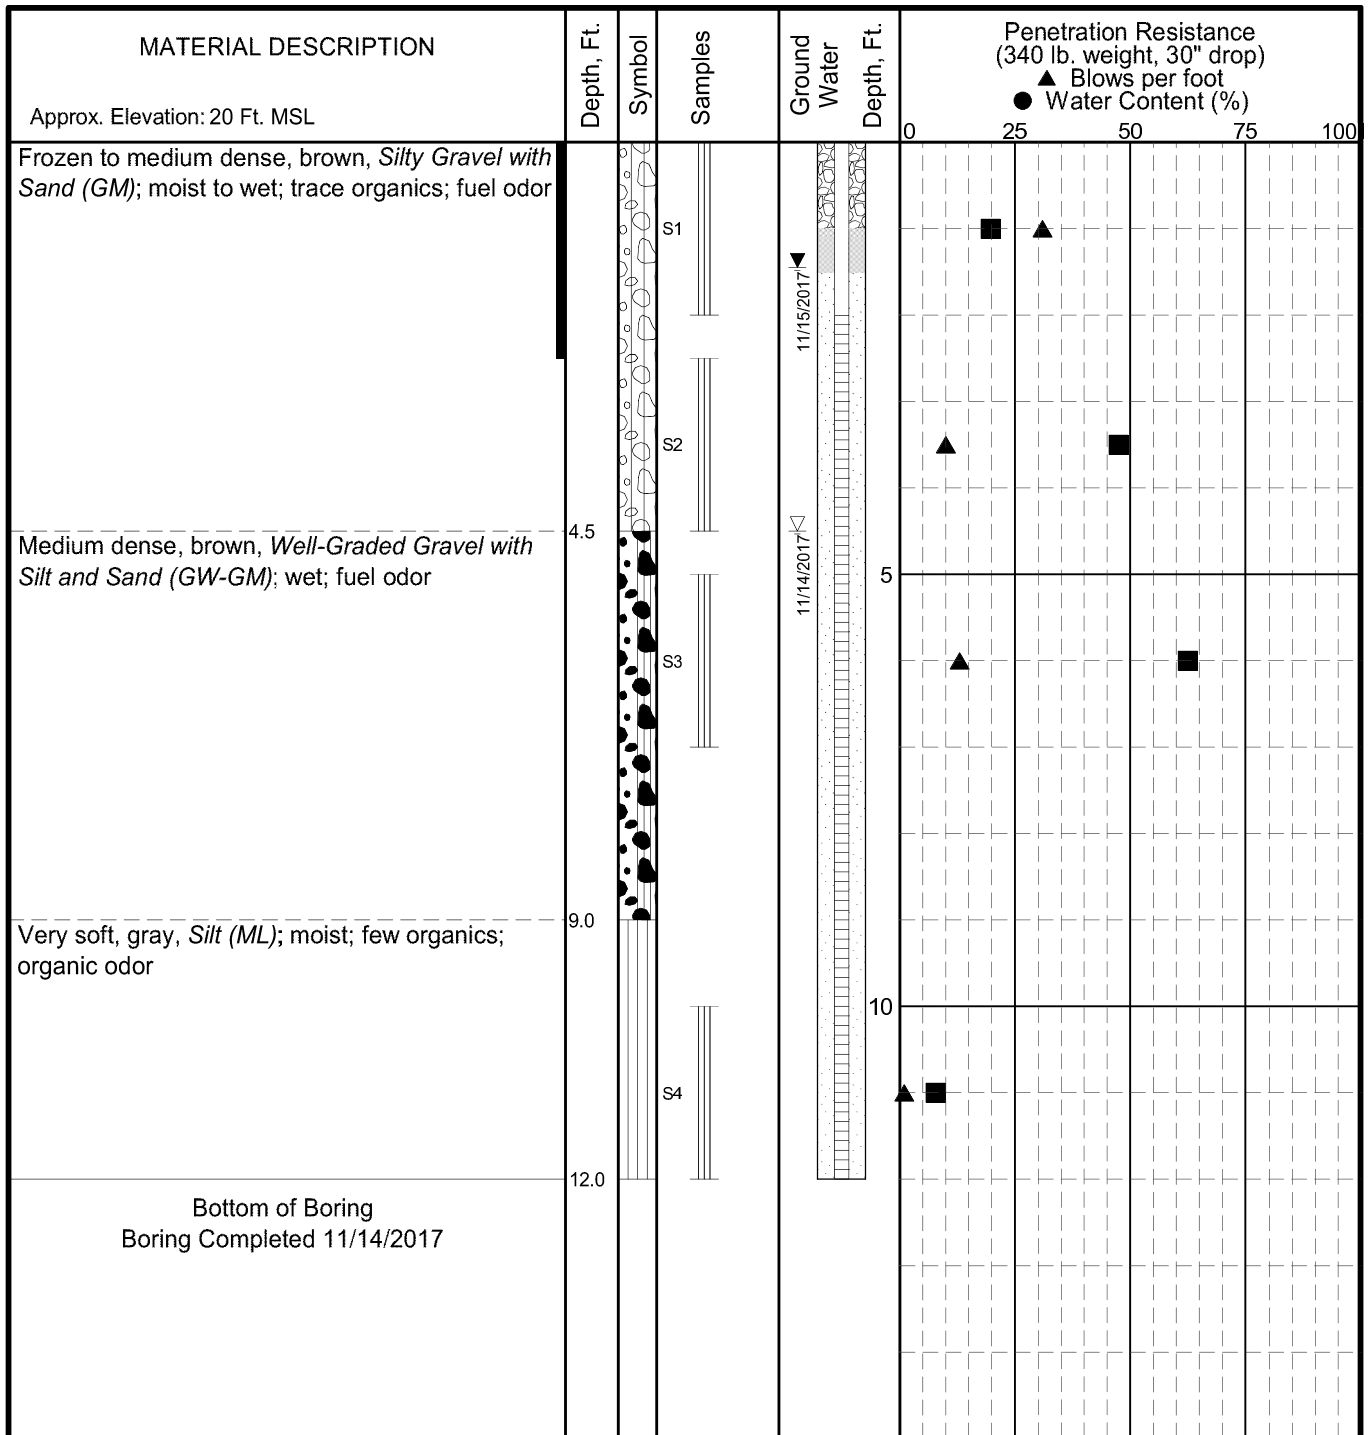 MATERIAL DESCRIPTION
Approx. Elevation: 20 Ft. MSL
Depth, Ft.
Symbol
Samples
Ground
Water
Depth, Ft.
Penetration Resistance
(340 lb. weight, 30" drop)
▲ Blows per foot
● Water Content (%)
0 25 50 75 100
Frozen to medium dense, brown, Silty Gravel with
Sand (GM); moist to wet; trace organics; fuel odor
S1
11/15/2017
S2
4.5
Medium dense, brown, Well-Graded Gravel with
Silt and Sand (GW-GM); wet; fuel odor
11/14/2017
5
S3
9.0
Very soft, gray, Silt (ML); moist; few organics;
organic odor
10
S4
12.0
Bottom of Boring
Boring Completed 11/14/2017